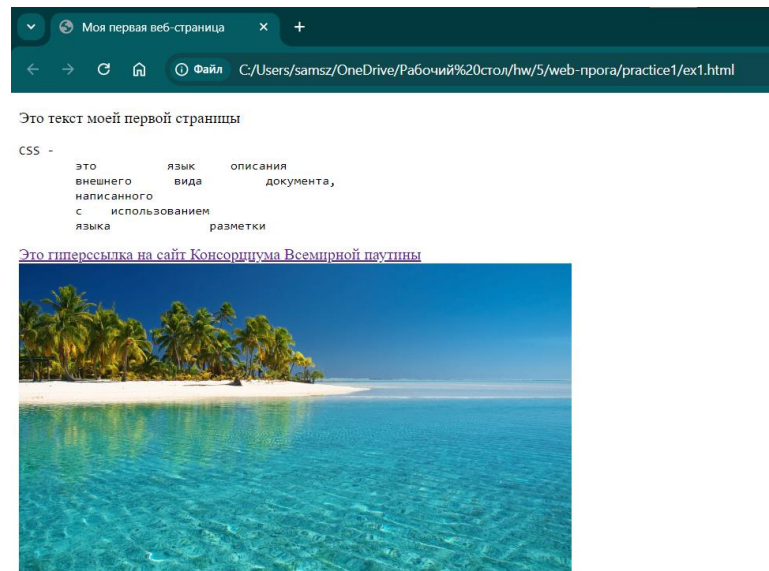 Моя первая веб-страница
Файл C:/Users/samsz/OneDrive/Рабочий%20стол/hw/5/web-прога/practice1/ex1.html
Это текст моей первой страницы
CSS -
это язык описания
внешнего вида документа,
написанного
с использованием
языка разметки
Это гиперссылка на сайт Консорциума Всемирной паутины